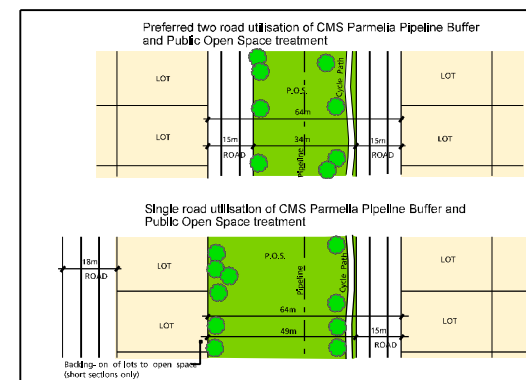 Preferred two road utilisation of CMS Parmelia Pipeline Buffer
and Public Open Space treatment
LOT
P.O.S.
Cycle Path
LOT
64m
LOT
15m
ROAD
34m
Pipeline
15m
ROAD
LOT
Single road utilisation of CMS Parmelia Pipeline Buffer and
Public Open Space treatment
18m
ROAD
LOT
P.O.S.
Pipeline
Cycle Path
LOT
64m
LOT
49m
15m
ROAD
LOT
Backing-on of lots to open space
(short sections only)